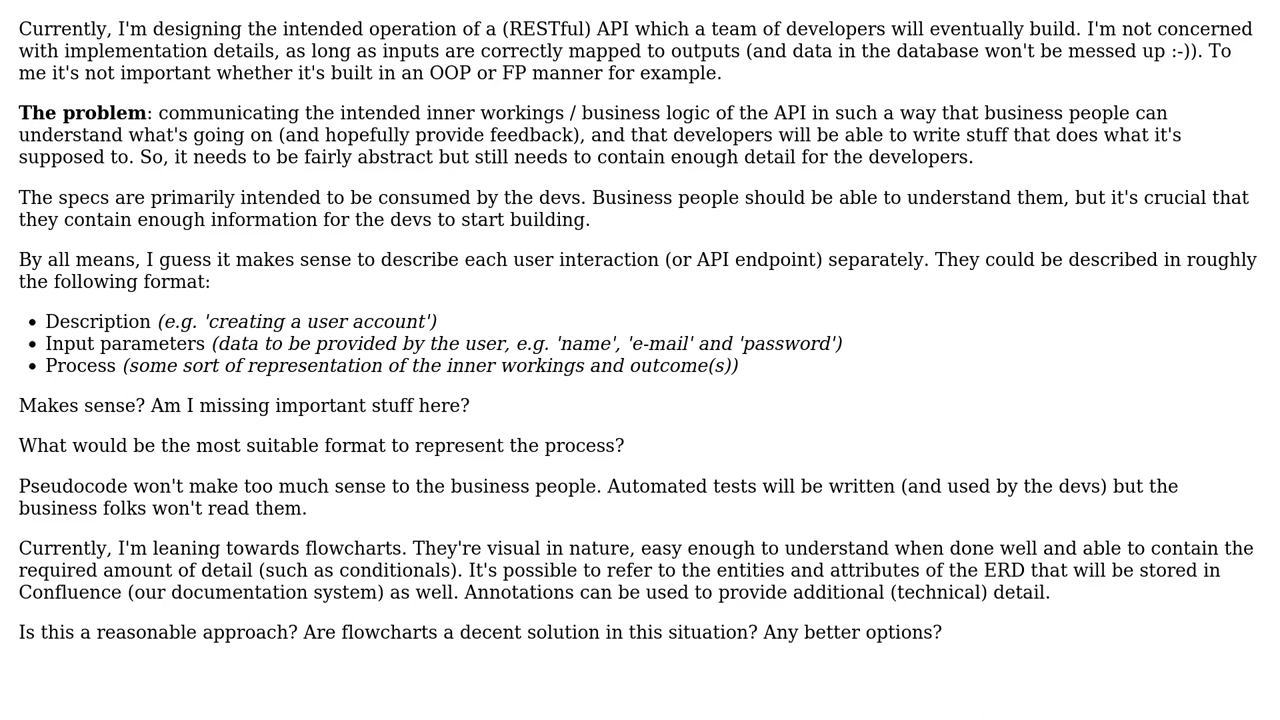 Currently, I'm designing the intended operation of a (RESTful) API which a team of developers will eventually build. I'm not concerned
with implementation details, as long as inputs are correctly mapped to outputs (and data in the database won't be messed up :-)). To
me it's not important whether it's built in an OOP or FP manner for example.
The problem: communicating the intended inner workings / business logic of the API in such a way that business people can
understand what's going on (and hopefully provide feedback), and that developers will be able to write stuff that does what it's
supposed to. So, it needs to be fairly abstract but still needs to contain enough detail for the developers.
The specs are primarily intended to be consumed by the devs. Business people should be able to understand them, but it's crucial that
they contain enough information for the devs to start building.
By all means, I guess it makes sense to describe each user interaction (or API endpoint) separately. They could be described in roughly
the following format:
• Description (e.g. 'creating a user account')
• Input parameters (data to be provided by the user, e.g. 'name', 'e-mail' and 'password')
• Process (some sort of representation of the inner workings and outcome(s))
Makes sense? Am I missing important stuff here?
What would be the most suitable format to represent the process?
Pseudocode won't make too much sense to the business people. Automated tests will be written (and used by the devs) but the
business folks won't read them.
Currently, I'm leaning towards flowcharts. They're visual in nature, easy enough to understand when done well and able to contain the
required amount of detail (such as conditionals). It's possible to refer to the entities and attributes of the ERD that will be stored in
Confluence (our documentation system) as well. Annotations can be used to provide additional (technical) detail.
Is this a reasonable approach? Are flowcharts a decent solution in this situation? Any better options?